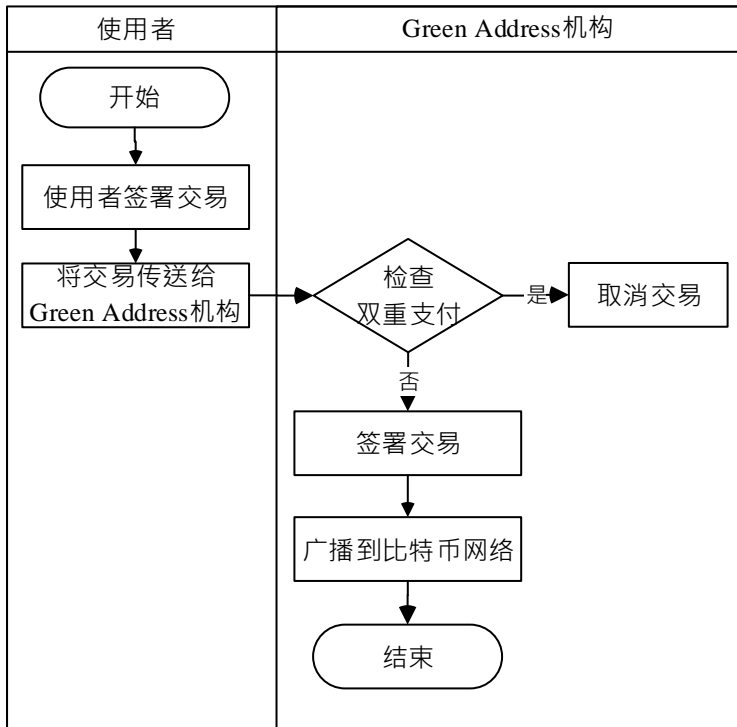 使用者
Green Address机构
开始
使用者签署交易
将交易传送给
Green Address机构
检查
双重支付
是
取消交易
否
签署交易
广播到比特币网络
结束